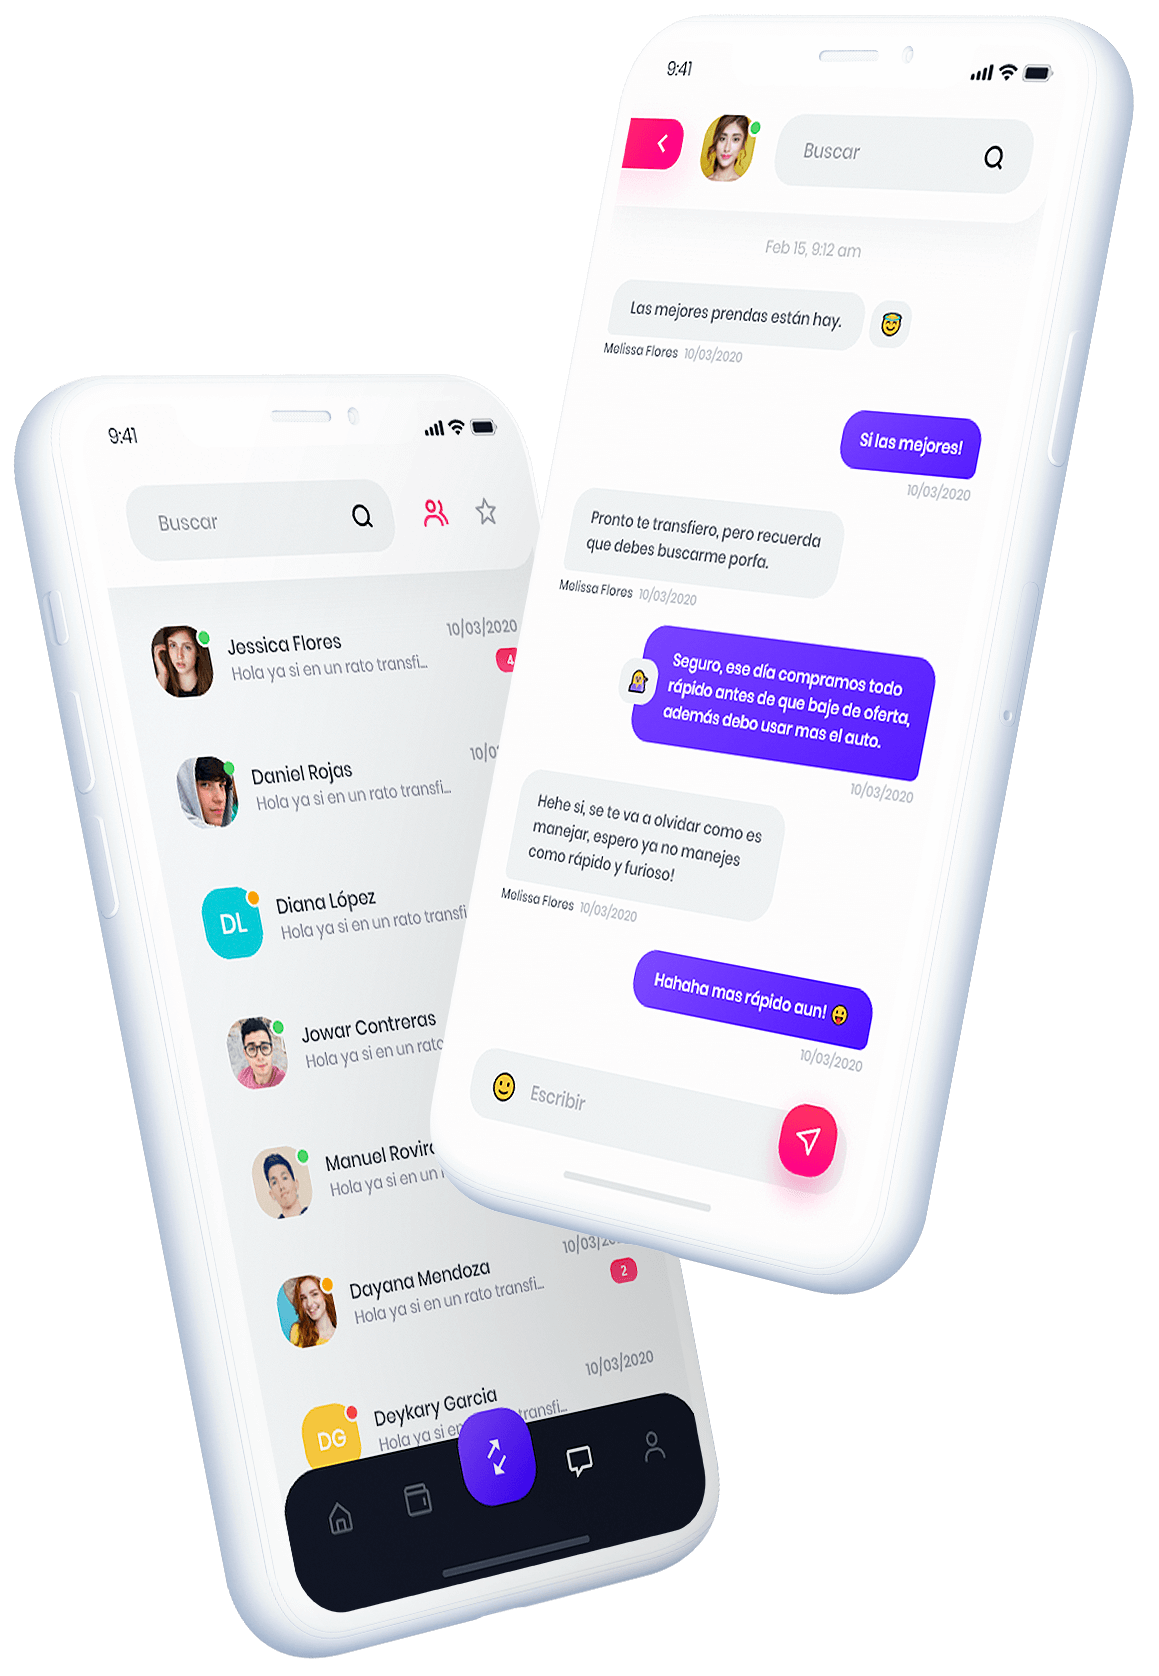 9:41
Buscar
Feb 15, 9:12 am
Las mejores prendas están hay.
Melissa Flores 10/03/2020
Si las mejores!
10/03/2020
Pronto te transfiero, pero recuerda
que debes buscarme porfa.
Melissa Flores 10/03/2020
Seguro, ese día compramos todo
rápido antes de que baje de oferta,
además debo usar mas el auto.
10/03/2020
Hehe si, se te va a olvidar como es
manejar, espero ya no manejes
como rápido y furioso!
Melissa Flores 10/03/2020
Hahaha mas rápido aun! 😜
10/03/2020
Escribir
9:41
Buscar
Jessica Flores 10/03/2020
Hola ya si en un rato transfi... 4
Daniel Rojas
Hola ya si en un rato transfi...
DL
Diana López
Hola ya si en un rato transfi
Jowar Contreras
Hola ya si en un rato
Manuel
Hola ya si en un
10/03/20
Dayana Mendoza 2
Hola ya si en un rato transfi...
10/03/2020
DG
Deykary Garcia
Hola ya si en transfi...